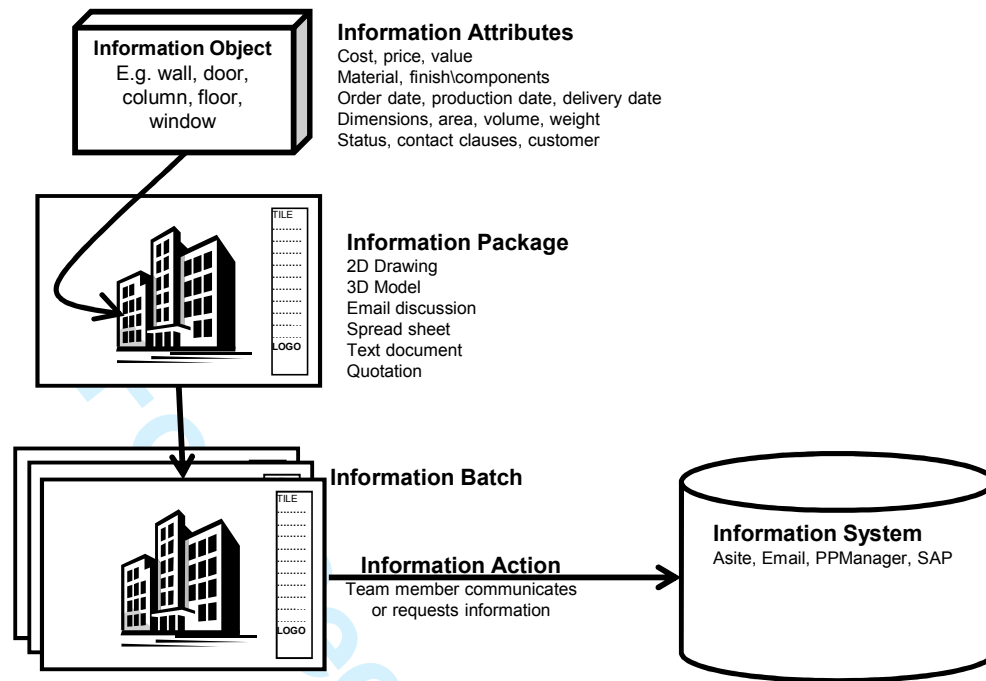 Information Object
E.g. wall, door,
column, floor,
window
Information Attributes
Cost, price, value
Material, finish\components
Order date, production date, delivery date
Dimensions, area, volume, weight
Status, contact clauses, customer
TILE
LOGO
Information Package
2D Drawing
3D Model
Email discussion
Spread sheet
Text document
Quotation
Information Batch
TILE
LOGO
Information Action
Team member communicates
or requests information
Information System
Asite, Email, PPManager, SAP